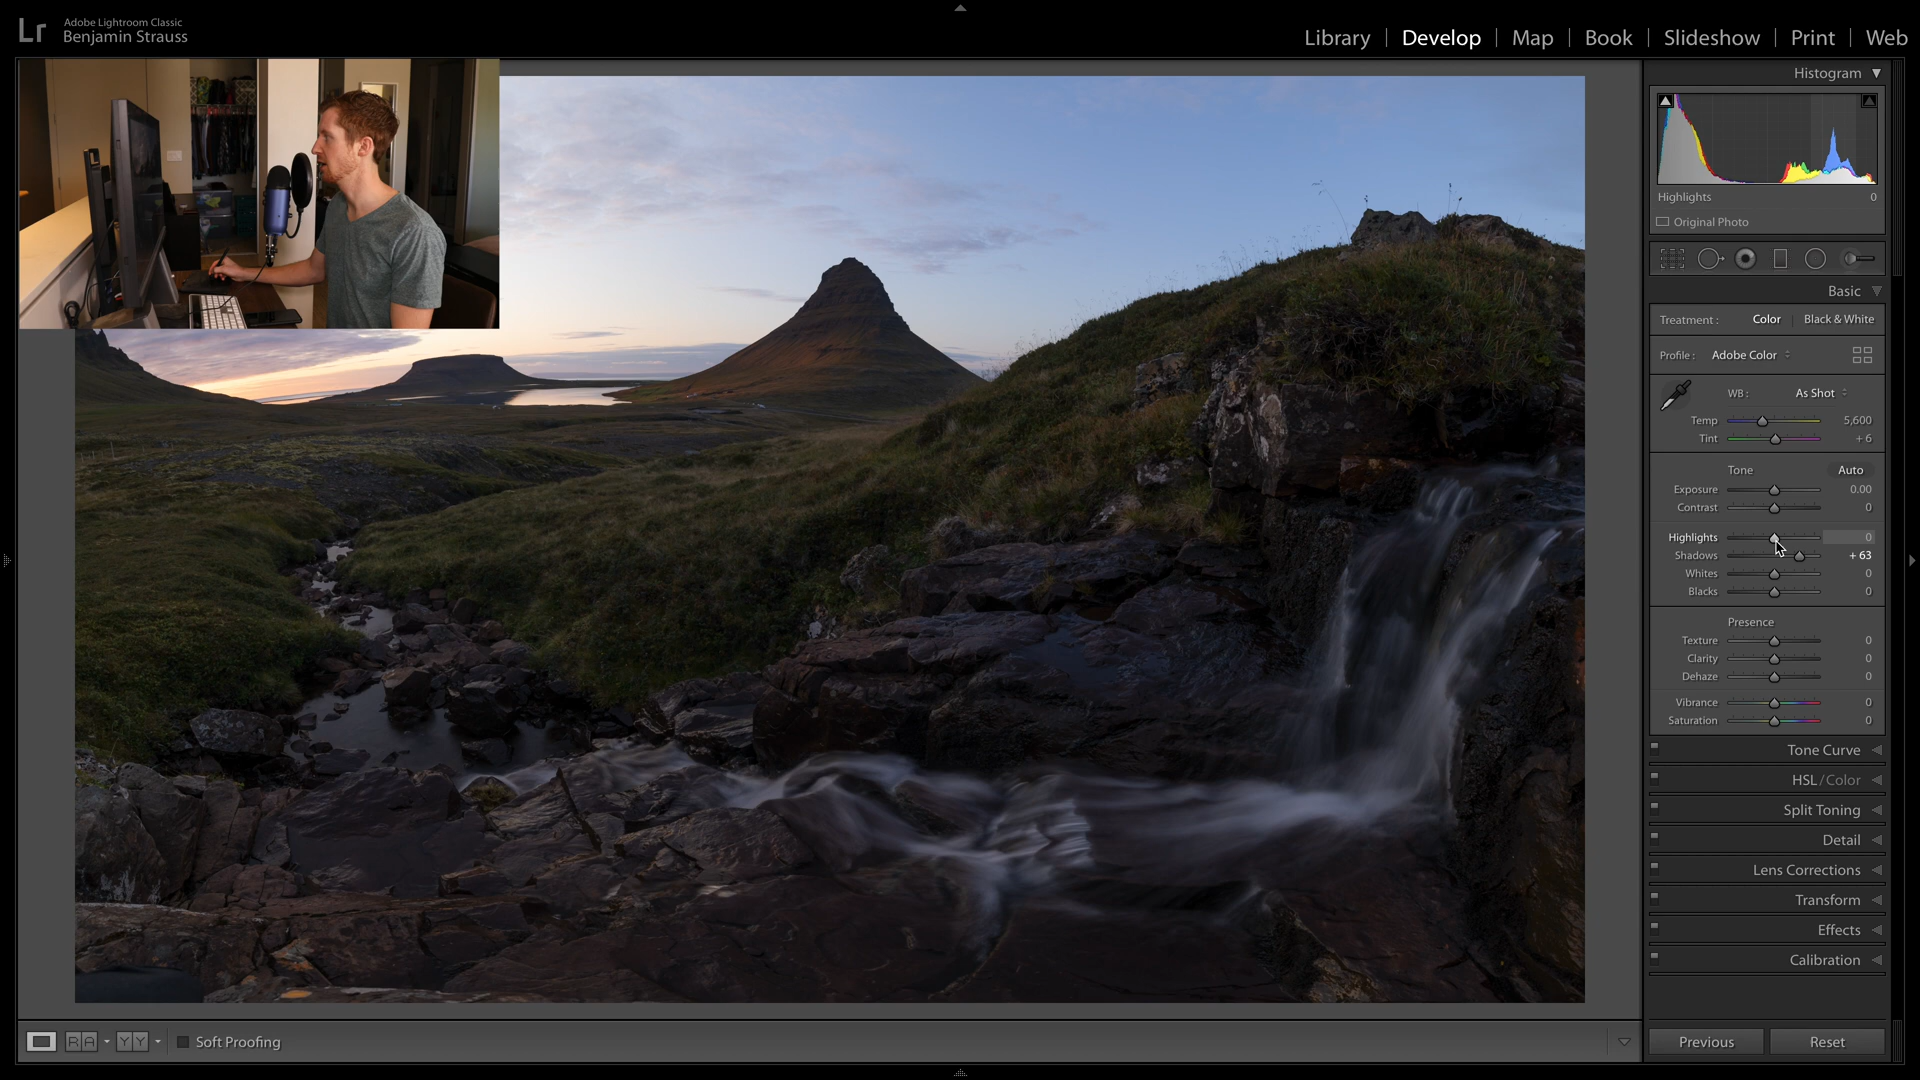 Lr
Adobe Lightroom Classic
Benjamin Strauss
Library | Develop | Map | Book | Slideshow | Print | Web
Histogram
Highlights 0
Original Photo
Basic
Treatment : Color | Black & White
Profile : Adobe Color
WB : As Shot
Temp 5,600
Tint + 6
Tone Auto
Exposure 0.00
Contrast 0
Highlights 0
Shadows + 63
Whites 0
Blacks 0
Presence
Texture 0
Clarity 0
Dehaze 0
Vibrance 0
Saturation 0
Tone Curve
HSL / Color
Split Toning
Detail
Lens Corrections
Transform
Effects
Calibration
R A Y Y Soft Proofing
Previous Reset